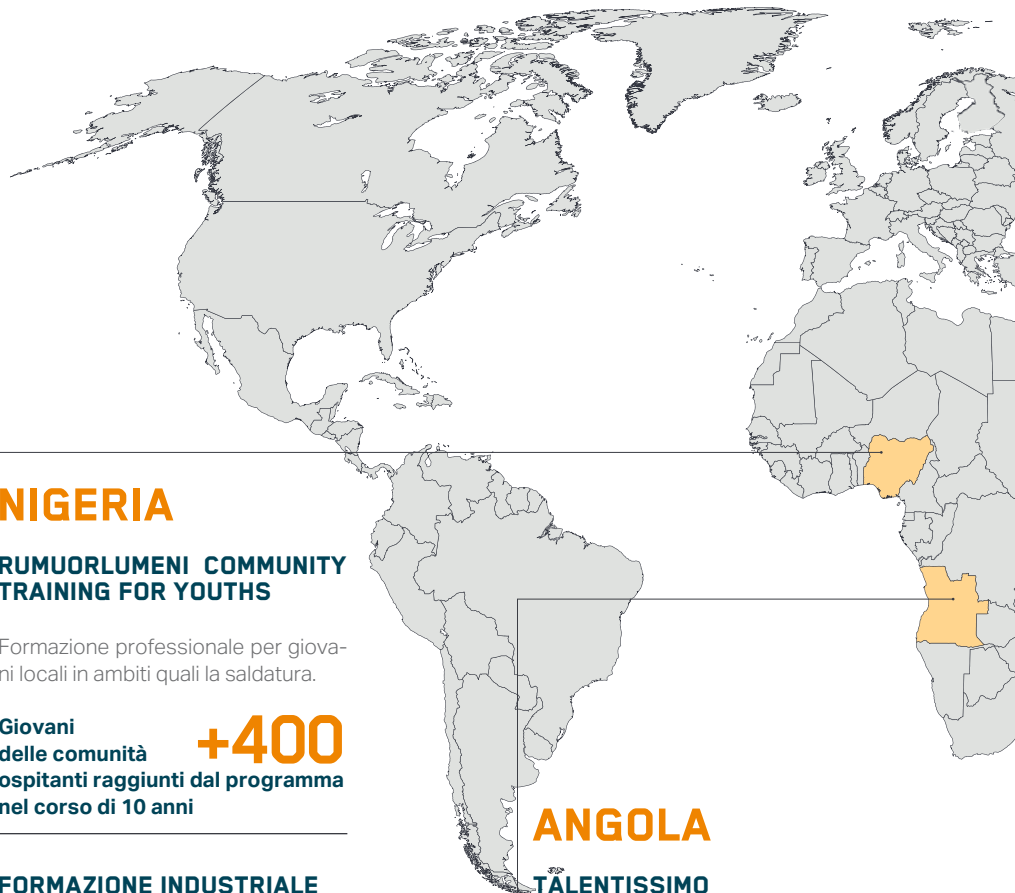 NIGERIA
RUMUORLUMENI COMMUNITY
TRAINING FOR YOUTHS
Formazione professionale per giova-
ni locali in ambiti quali la saldatura.
Giovani
delle comunità +400
ospitanti raggiunti dal programma
nel corso di 10 anni
FORMAZIONE INDUSTRIALE
ANGOLA
TALENTISSIMO